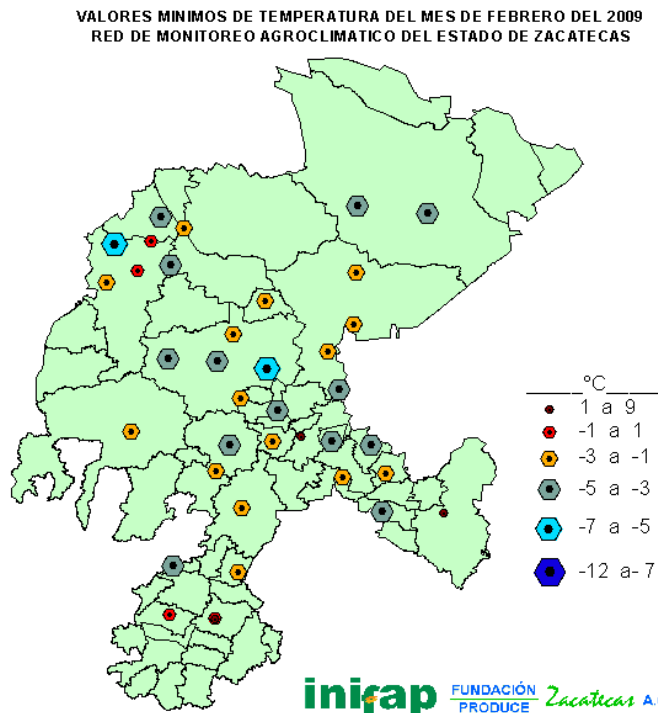 VALORES MINIMOS DE TEMPERATURA DEL MES DE FEBRERO DEL 2009
RED DE MONITOREO AGROCLIMATICO DEL ESTADO DE ZACATECAS
°C
1 a 9
-1 a 1
-3 a -1
-5 a -3
-7 a -5
-12 a- 7
inifap
FUNDACIÓN
PRODUCE
Zacatecas A.